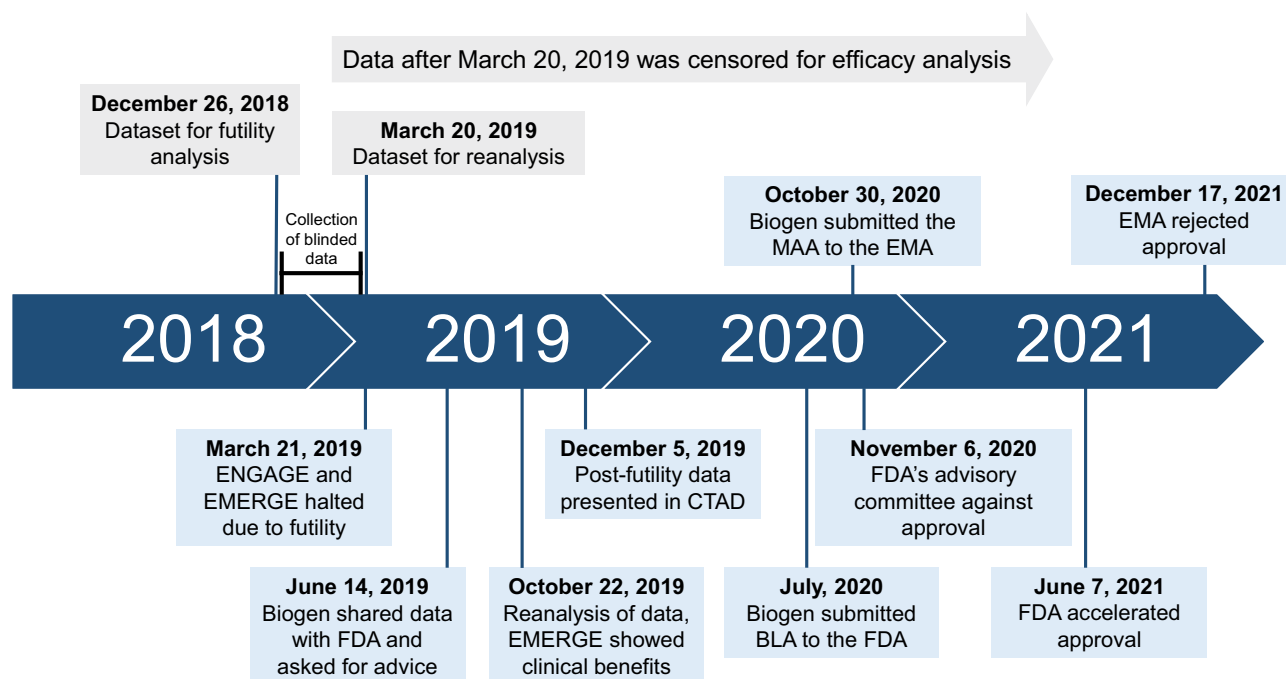 Data after March 20, 2019 was censored for efficacy analysis
December 26, 2018
Dataset for futility
analysis
March 20, 2019
Dataset for reanalysis
Collection
of blinded
data
October 30, 2020
Biogen submitted the
MAA to the EMA
December 17, 2021
EMA rejected
approval
2018
2019
2020
2021
March 21, 2019
ENGAGE and
EMERGE halted
due to futility
December 5, 2019
Post-futility data
presented in CTAD
November 6, 2020
FDA's advisory
committee against
approval
June 14, 2019
Biogen shared data
with FDA and
asked for advice
October 22, 2019
Reanalysis of data,
EMERGE showed
clinical benefits
July, 2020
Biogen submitted
BLA to the FDA
June 7, 2021
FDA accelerated
approval